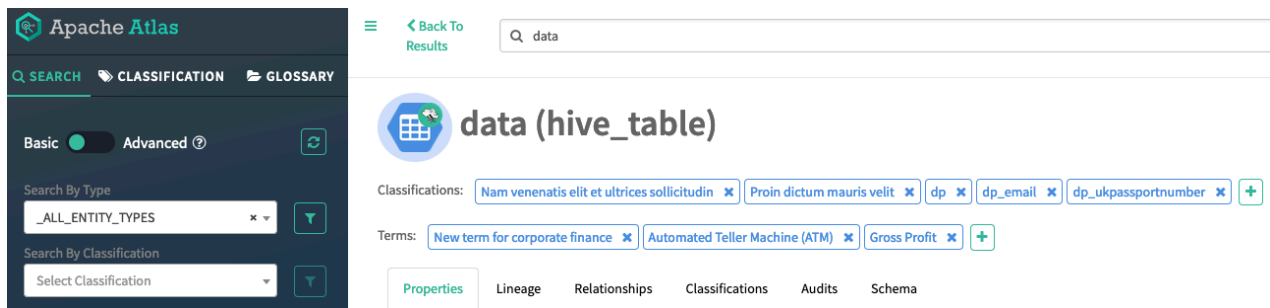 Apache Atlas
SEARCH CLASSIFICATION GLOSSARY
Basic Advanced
Search By Type
_ALL_ENTITY_TYPES
Search By Classification
Select Classification
Back To
Results
data
data (hive_table)
Classifications: Nam venenatis elit et ultrices sollicitudin Proin dictum mauris velit dp dp_email dp_ukpassportnumber
Terms: New term for corporate finance Automated Teller Machine (ATM) Gross Profit
Properties Lineage Relationships Classifications Audits Schema